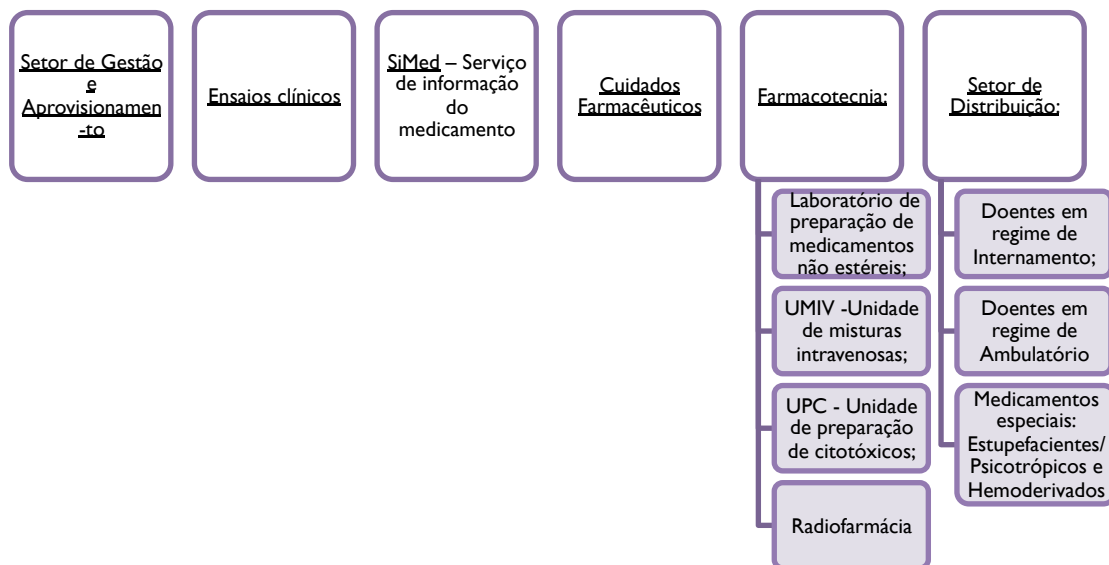 Setor de Gestão
e
Aprovisionamen
-to
Ensaios clínicos
SiMed – Serviço
de informação
do
medicamento
Cuidados
Farmacêuticos
Farmacotecnia:
Laboratório de
preparação de
medicamentos
não estéreis;
UMIV -Unidade
de misturas
intravenosas;
UPC - Unidade
de preparação
de citotóxicos;
Radiofarmácia
Setor de
Distribuição:
Doentes em
regime de
Internamento;
Doentes em
regime de
Ambulatório
Medicamentos
especiais:
Estupefacientes/
Psicotrópicos e
Hemoderivados